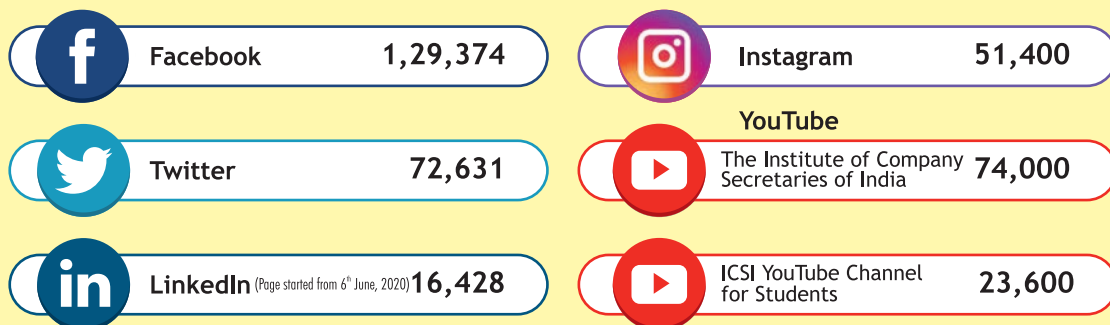 Facebook 1,29,374
Twitter 72,631
LinkedIn (Page started from 6th June, 2020) 16,428
Instagram 51,400
YouTube
The Institute of Company
Secretaries of India 74,000
ICSI YouTube Channel
for Students 23,600